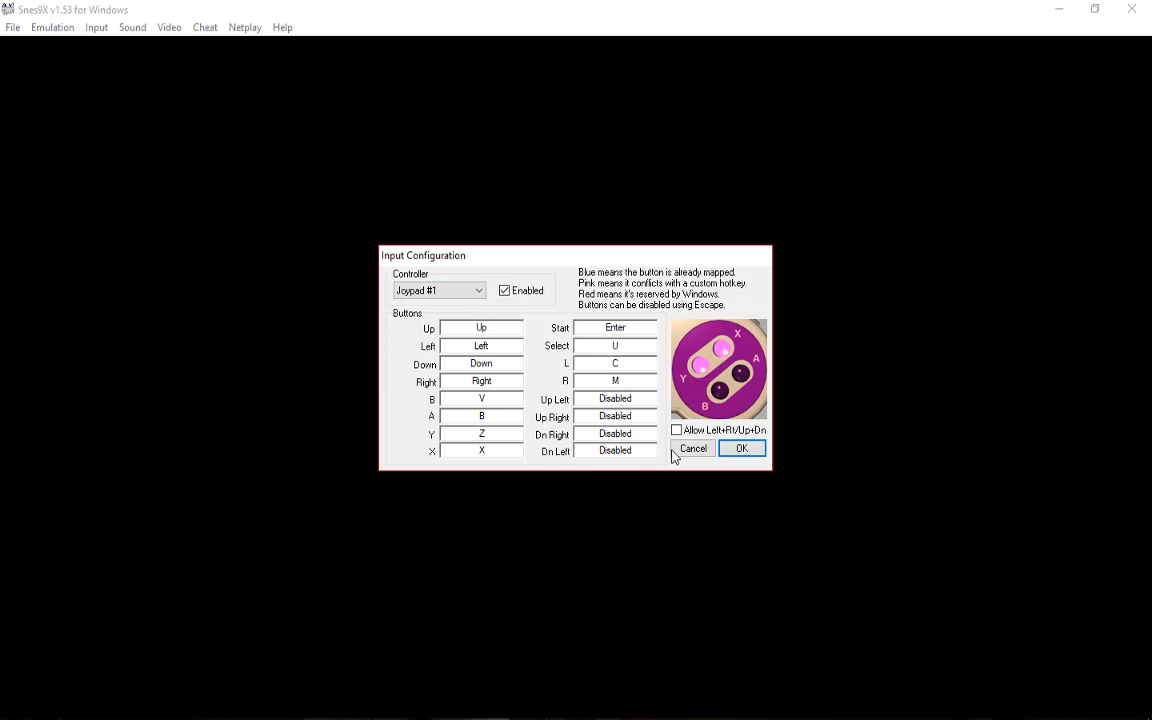 Snes9X v1.53 for Windows
File Emulation Input Sound Video Cheat Netplay Help
Input Configuration
Controller
Joypad #1
Enabled
Blue means the button is already mapped.
Pink means it conflicts with a custom hotkey.
Red means it's reserved by Windows.
Buttons can be disabled using Escape.
Buttons
Up Up Start Enter
Left Left Select U
Down Down L C
Right Right R M
B V Up Left Disabled
A B Up Right Disabled
Y Z Dn Right Disabled
X X Dn Left Disabled
X
A
Y
B
Allow Left+Rt/Up+Dn
Cancel OK